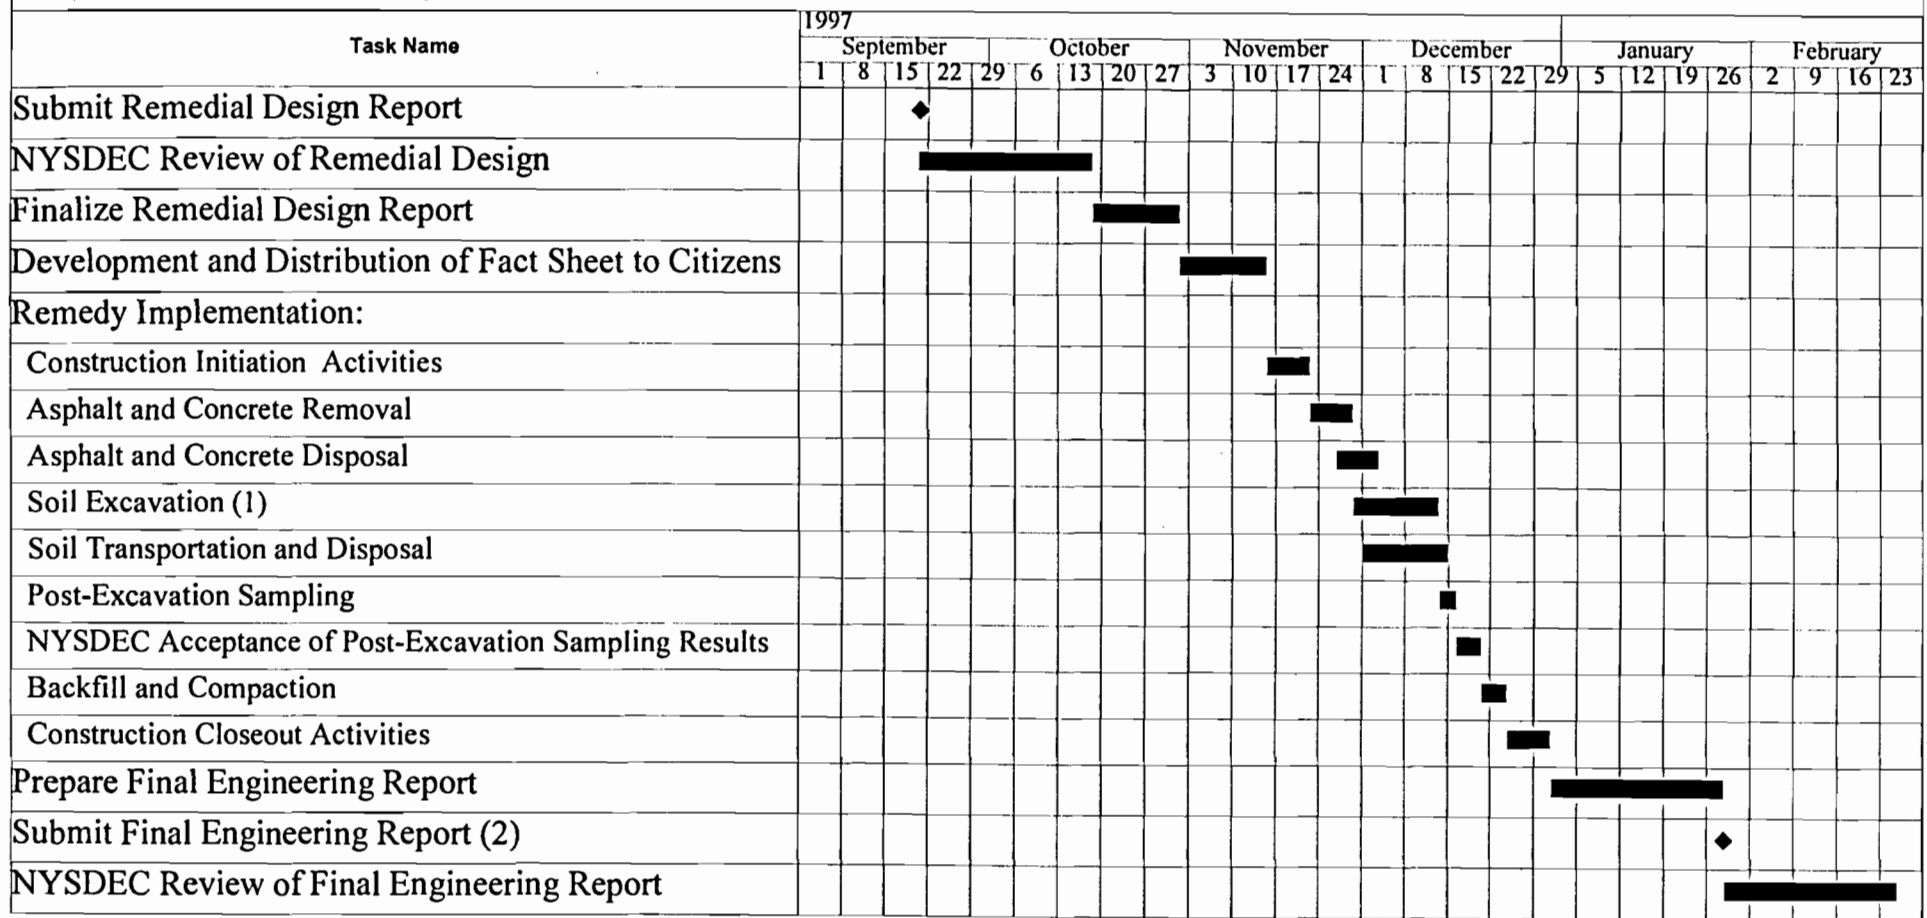 1997
Task Name
September October November December January February
1 8 15 22 29 6 13 20 27 3 10 17 24 1 8 15 22 29 5 12 19 26 2 9 16 23
Submit Remedial Design Report
NYSDEC Review of Remedial Design
Finalize Remedial Design Report
Development and Distribution of Fact Sheet to Citizens
Remedy Implementation:
Construction Initiation Activities
Asphalt and Concrete Removal
Asphalt and Concrete Disposal
Soil Excavation (1)
Soil Transportation and Disposal
Post-Excavation Sampling
NYSDEC Acceptance of Post-Excavation Sampling Results
Backfill and Compaction
Construction Closeout Activities
Prepare Final Engineering Report
Submit Final Engineering Report (2)
NYSDEC Review of Final Engineering Report